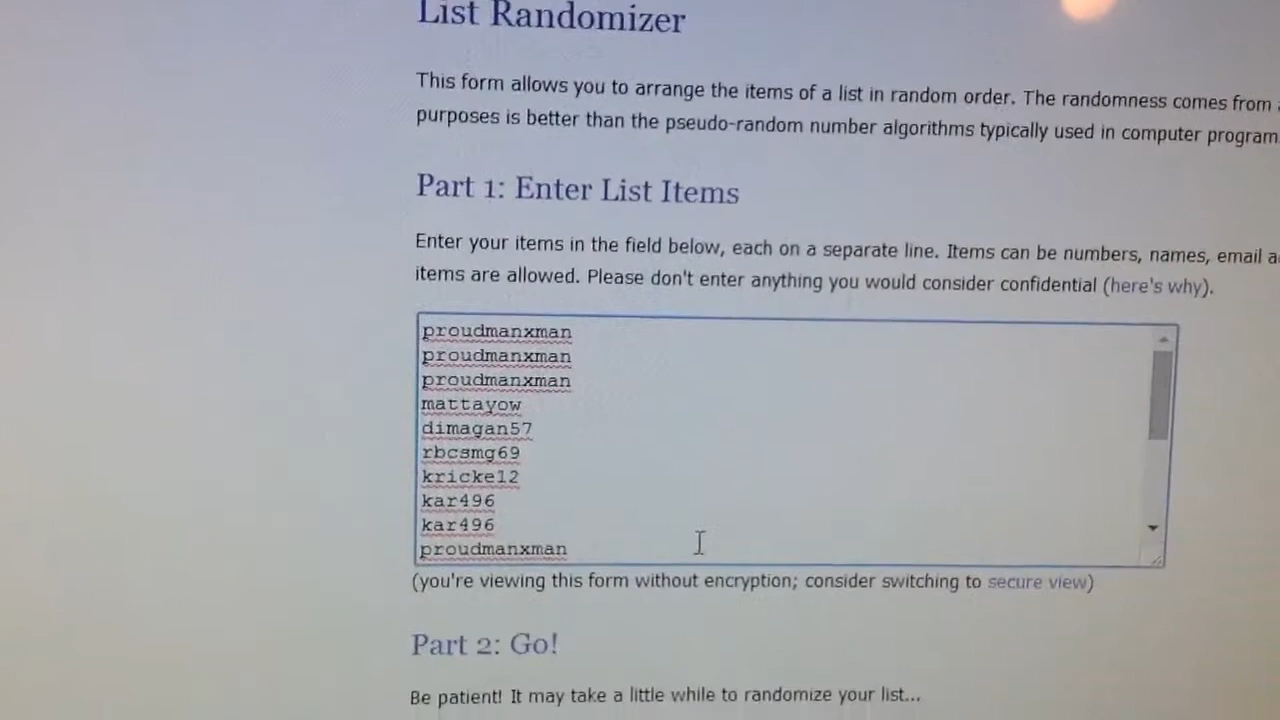 List Randomizer
This form allows you to arrange the items of a list in random order. The randomness comes from
purposes is better than the pseudo-random number algorithms typically used in computer program
Part 1: Enter List Items
Enter your items in the field below, each on a separate line. Items can be numbers, names, email a
items are allowed. Please don't enter anything you would consider confidential (here's why).
proudmanxman
proudmanxman
proudmanxman
mattayow
dimagan57
rbcsmg69
kricke12
kar496
kar496
proudmanxman
(you're viewing this form without encryption; consider switching to secure view)
Part 2: Go!
Be patient! It may take a little while to randomize your list...